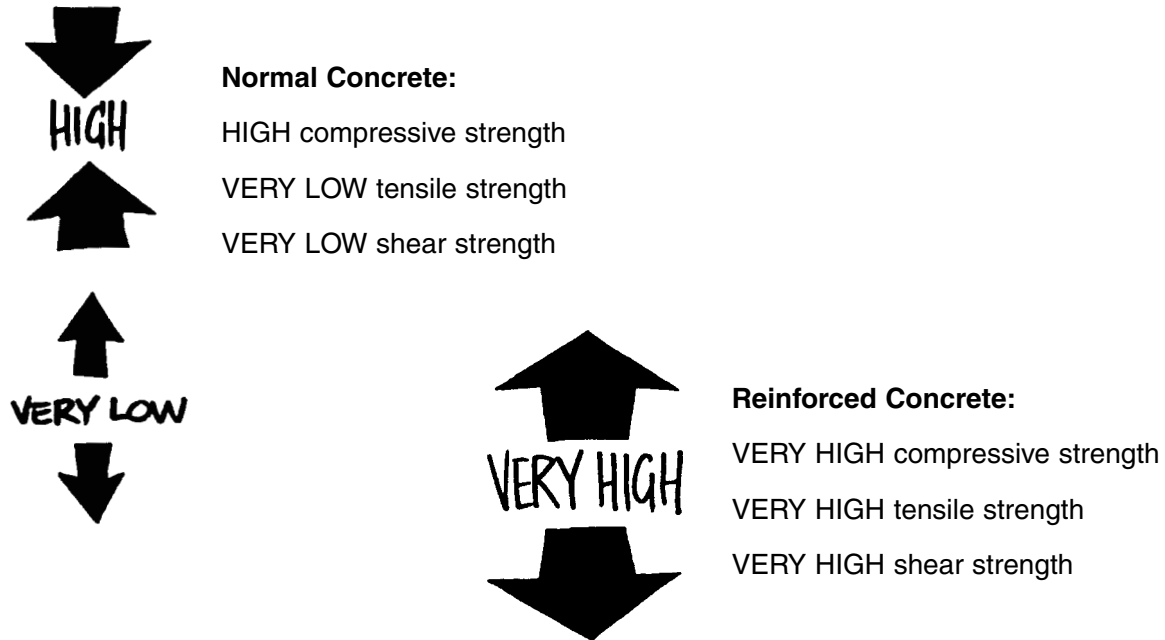 HIGH
Normal Concrete:
HIGH compressive strength
VERY LOW tensile strength
VERY LOW shear strength
VERY LOW
VERY HIGH
Reinforced Concrete:
VERY HIGH compressive strength
VERY HIGH tensile strength
VERY HIGH shear strength